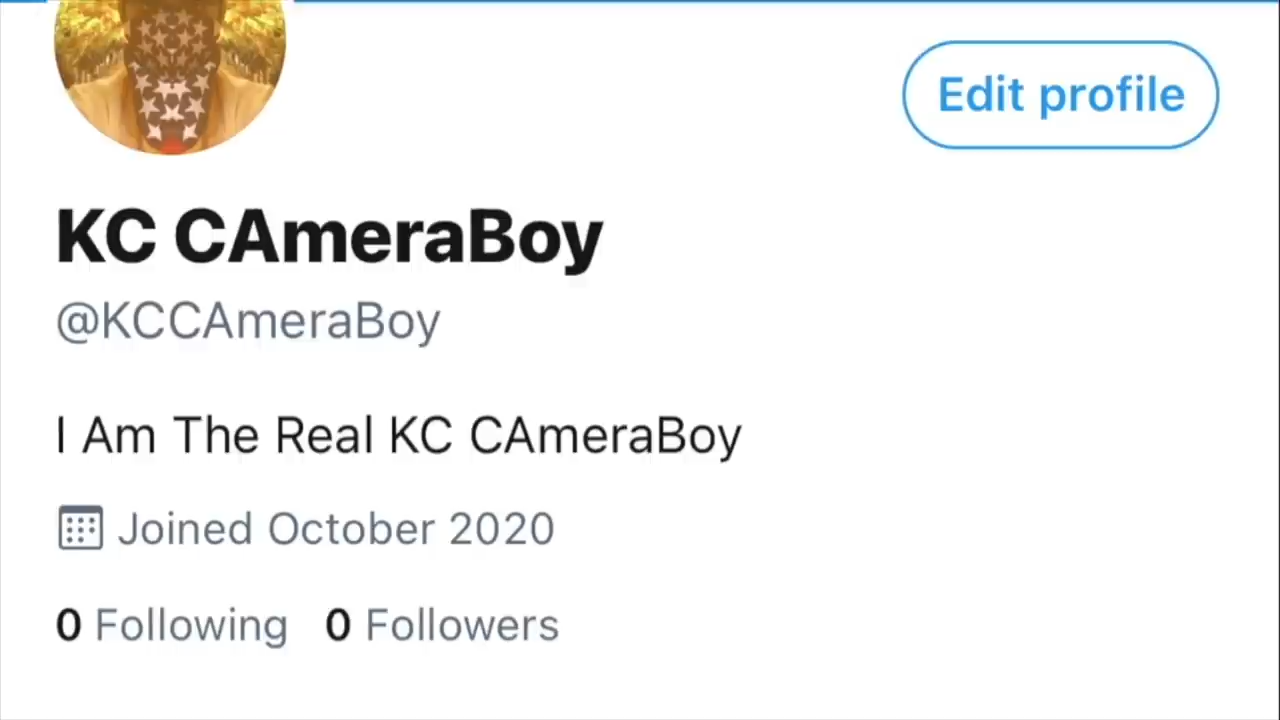 Edit profile
KC CAmeraBoy
@KCCAmeraBoy
I Am The Real KC CAmeraBoy
Joined October 2020
0 Following 0 Followers